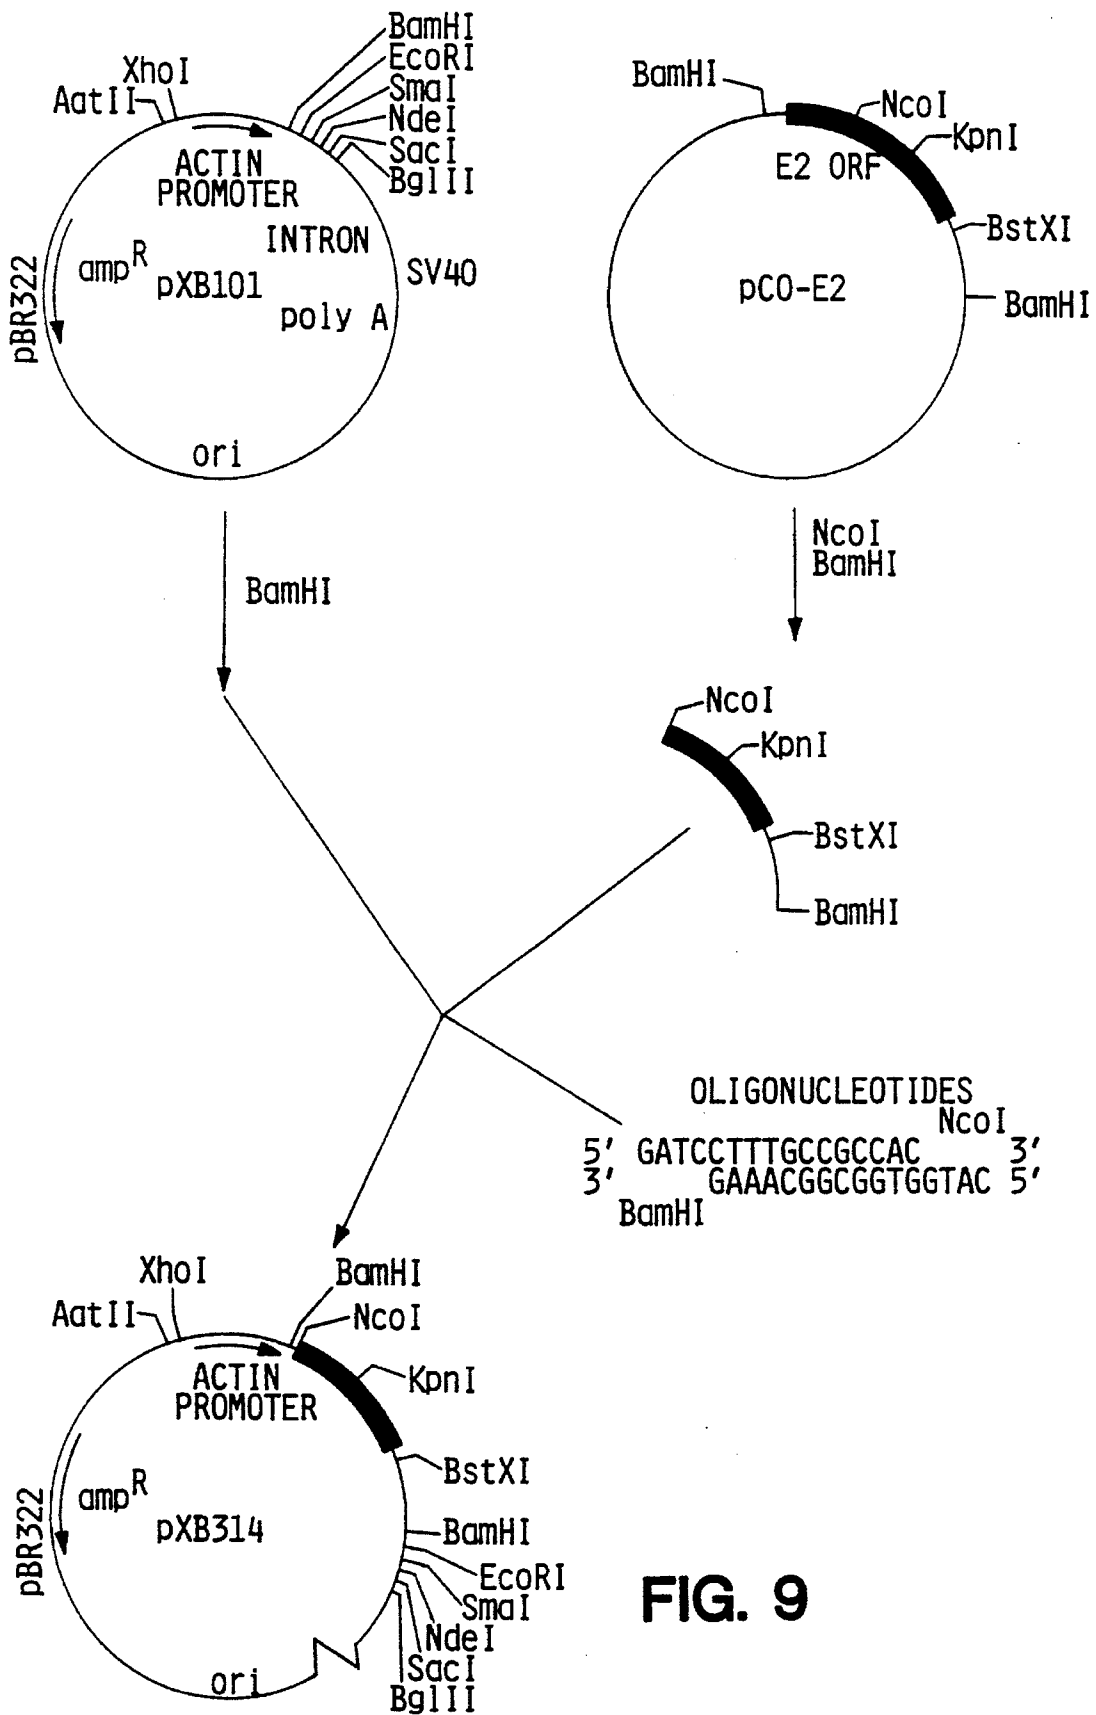 BamHI
EcoRI
SmaI
NdeI
SacI
BglII
XhoI
AatII
ACTIN
PROMOTER
INTRON
SV40
amp^R
pXB101
poly A
pBR322
ori
BamHI
NcoI
KpnI
E2 ORF
BstXI
pCO-E2
BamHI
BamHI
NcoI
BamHI
NcoI
KpnI
BstXI
BamHI
OLIGONUCLEOTIDES
NcoI
5' GATCCTTTGCCGCCAC 3'
3' GAAACGGCGGTGGTAC 5'
BamHI
XhoI
AatII
BamHI
NcoI
ACTIN
PROMOTER
KpnI
BstXI
amp^R
pXB314
pBR322
BamHI
EcoRI
SmaI
NdeI
SacI
BglII
ori
FIG. 9